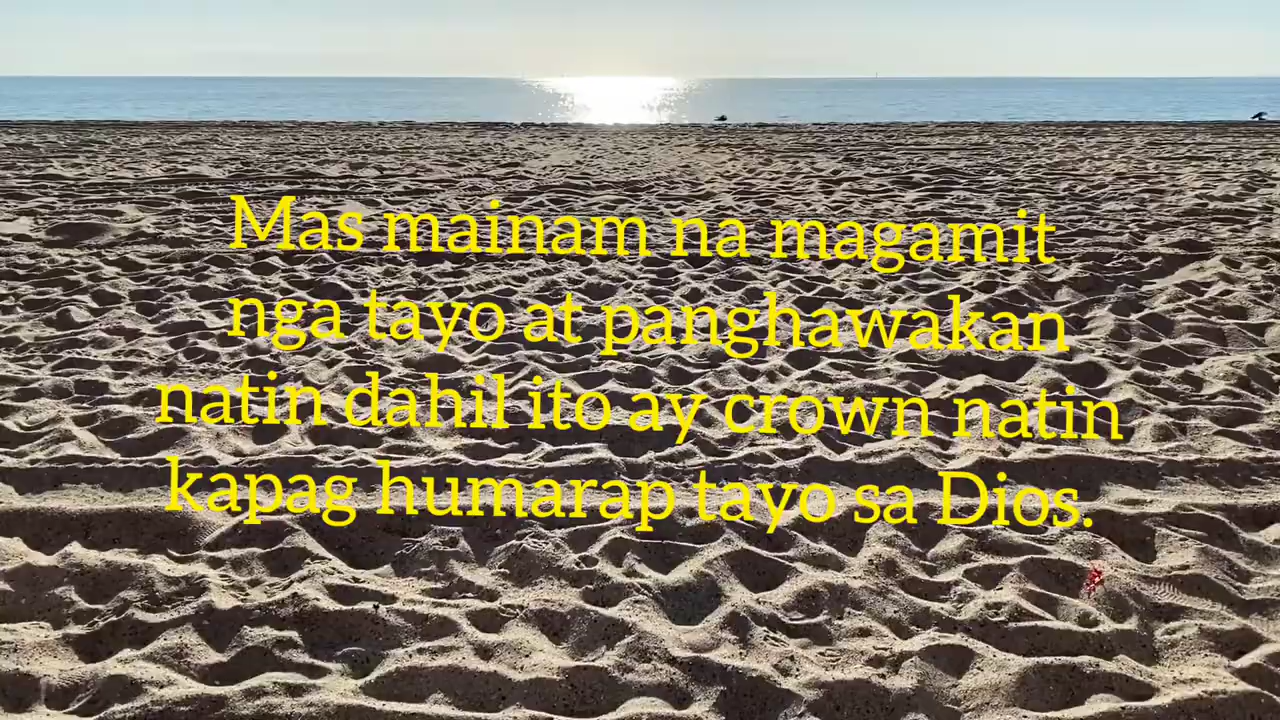 Mas mainam na magamit
nga tayo at panghawakan
natin dahil ito ay crown natin
kapag humarap tayo sa Dios.